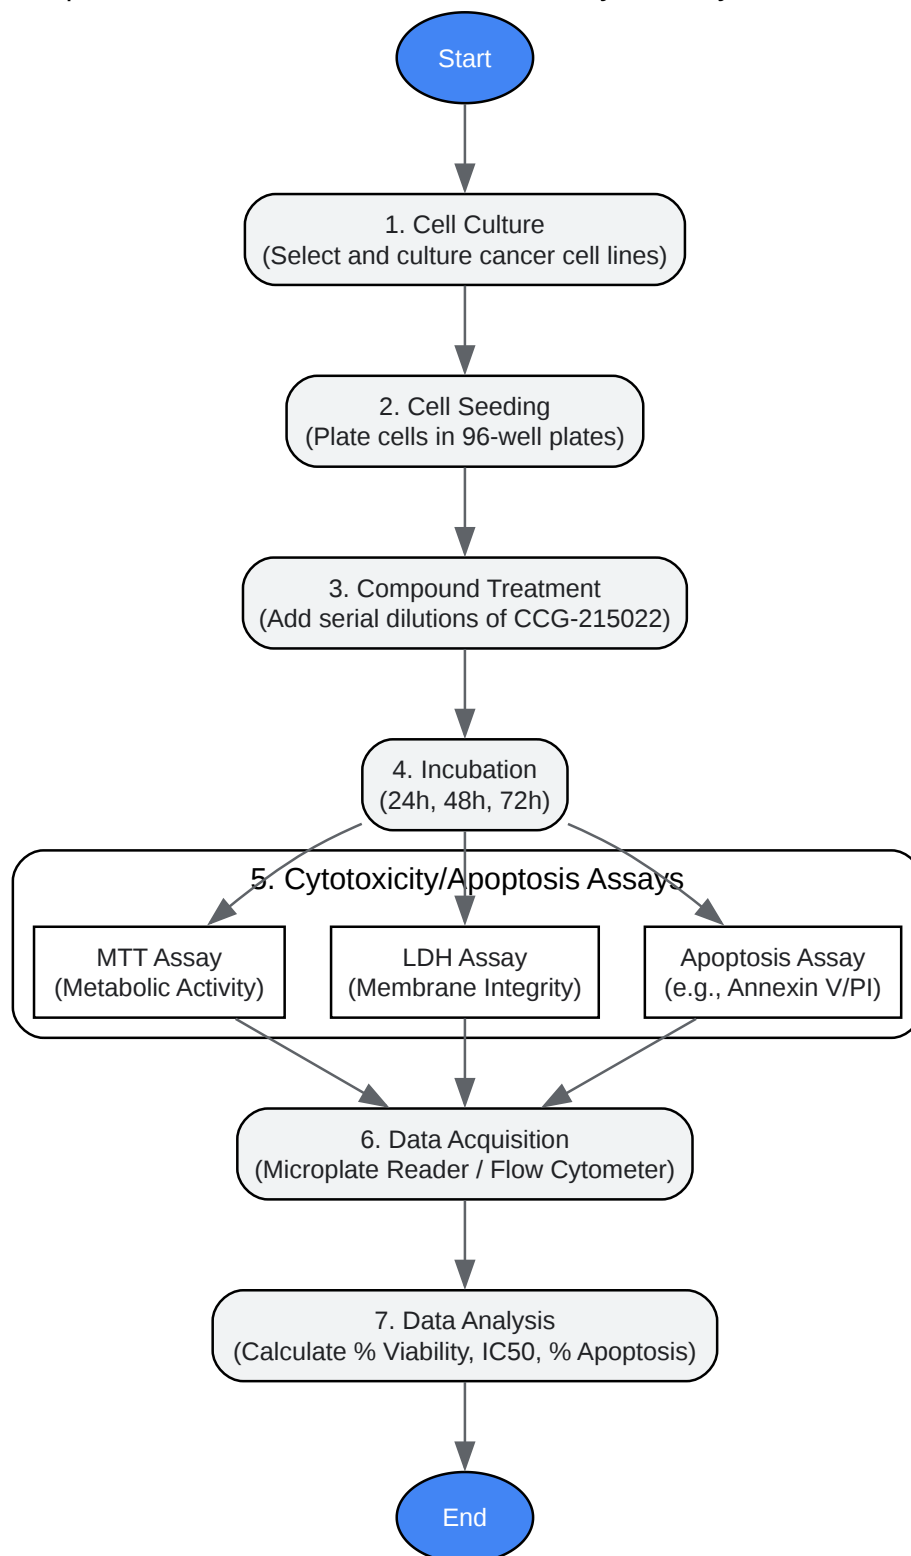 Start
1. Cell Culture
(Select and culture cancer cell lines)
2. Cell Seeding
(Plate cells in 96-well plates)
3. Compound Treatment
(Add serial dilutions of CCG-215022)
4. Incubation
(24h, 48h, 72h)
5. Cytotoxicity/Apoptosis Assays
MTT Assay
(Metabolic Activity)
LDH Assay
(Membrane Integrity)
Apoptosis Assay
(e.g., Annexin V/PI)
6. Data Acquisition
(Microplate Reader / Flow Cytometer)
7. Data Analysis
(Calculate % Viability, IC50, % Apoptosis)
End